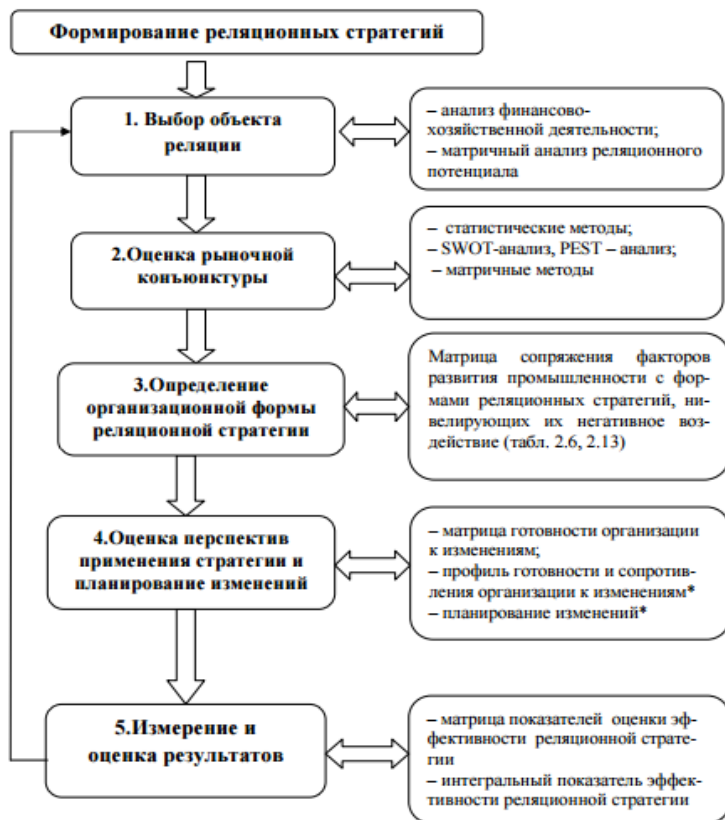 Формирование реляционных стратегий
1. Выбор объекта
реляции
– анализ финансово-
хозяйственной деятельности;
– матричный анализ реляционного
потенциала
2.Оценка рыночной
конъюнктуры
– статистические методы;
– SWOT-анализ, PEST – анализ;
– матричные методы
3.Определение
организационной формы
реляционной стратегии
Матрица сопряжения факторов
развития промышленности с фор-
мами реляционных стратегий, ни-
велирующих их негативное воз-
действие (табл. 2.6, 2.13)
4.Оценка перспектив
применения стратегии и
планирование изменений
– матрица готовности организации
к изменениям;
– профиль готовности и сопротив-
ления организации к изменениям*
– планирование изменений*
5.Измерение и
оценка результатов
– матрица показателей оценки эф-
фективности реляционной страте-
гии
– интегральный показатель эффек-
тивности реляционной стратегии